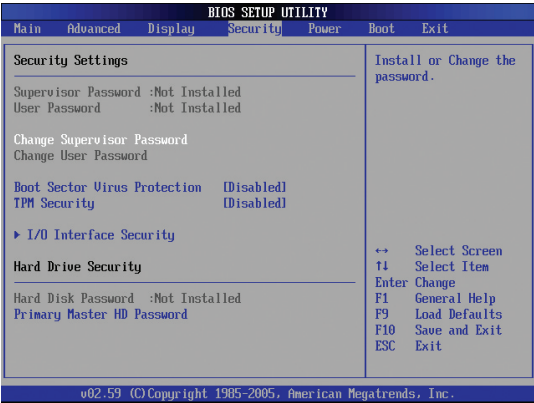 BIOS SETUP UTILITY
Main Advanced Display Security Power Boot Exit
Security Settings
Supervisor Password :Not Installed
User Password :Not Installed
Change Supervisor Password
Change User Password
Boot Sector Virus Protection [Disabled]
TPM Security [Disabled]
▶ I/O Interface Security
Hard Drive Security
Hard Disk Password :Not Installed
Primary Master HD Password
Install or Change the
password.
↔ Select Screen
↑↓ Select Item
Enter Change
F1 General Help
F9 Load Defaults
F10 Save and Exit
ESC Exit
v02.59 (C)Copyright 1985-2005, American Megatrends, Inc.